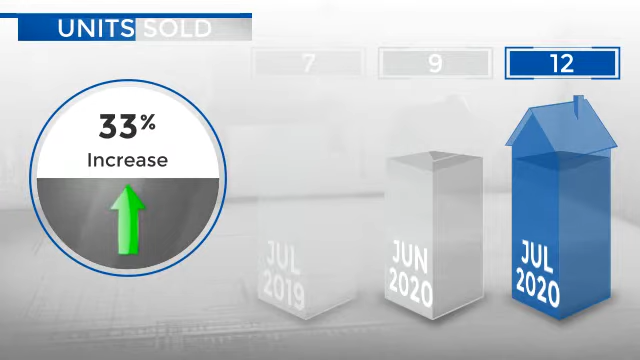 UNITS SOLD
7
9
12
33%
Increase
JUL
2019
JUN
2020
JUL
2020